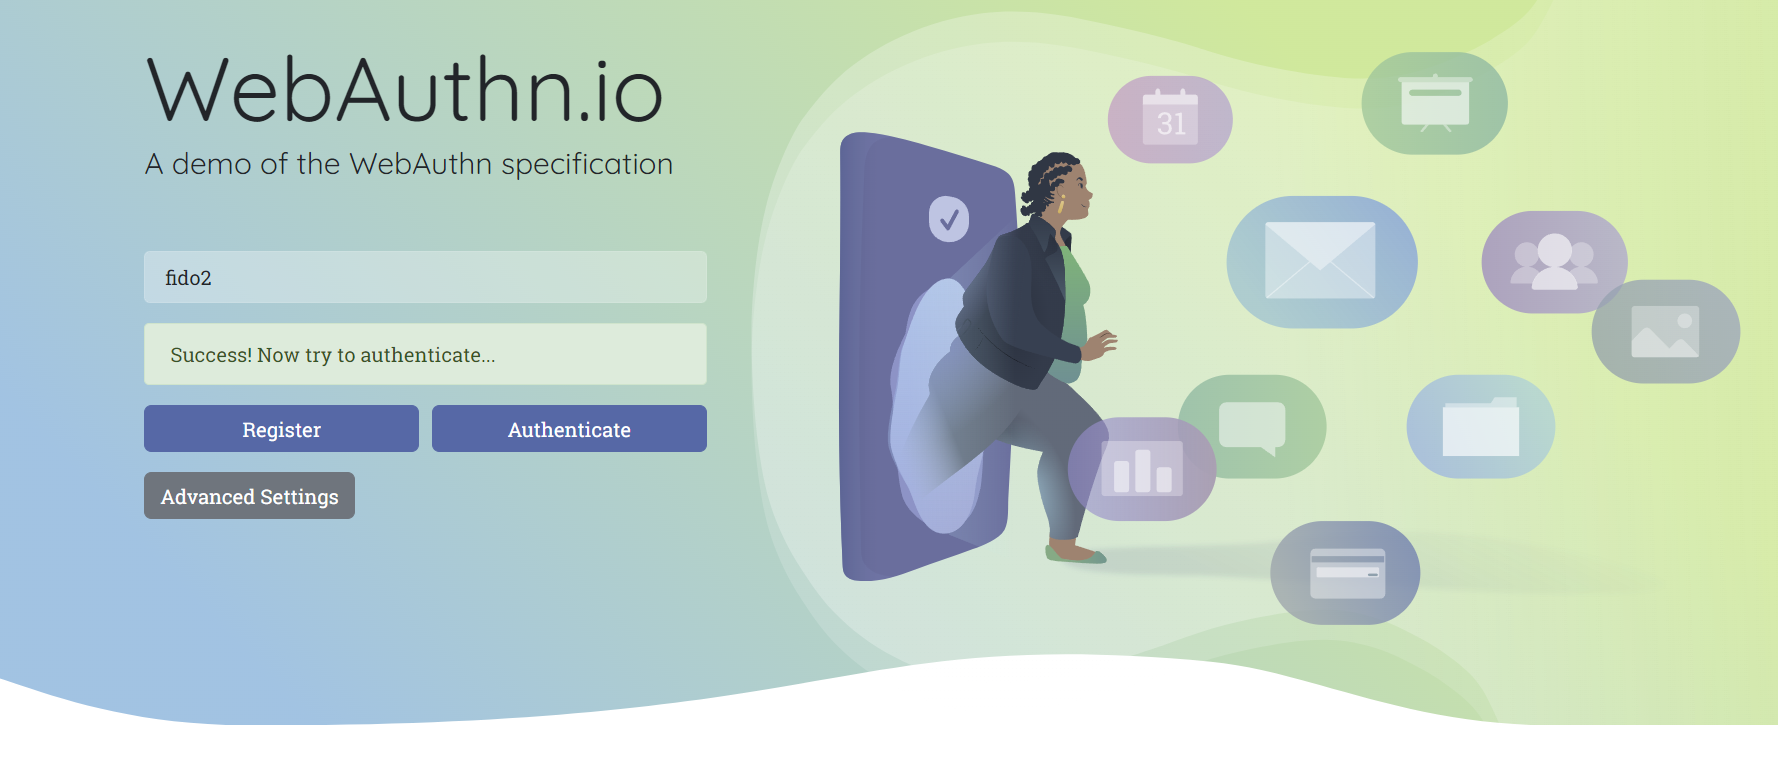 WebAuthn.io
A demo of the WebAuthn specification
fido2
Success! Now try to authenticate...
Register
Authenticate
Advanced Settings
31